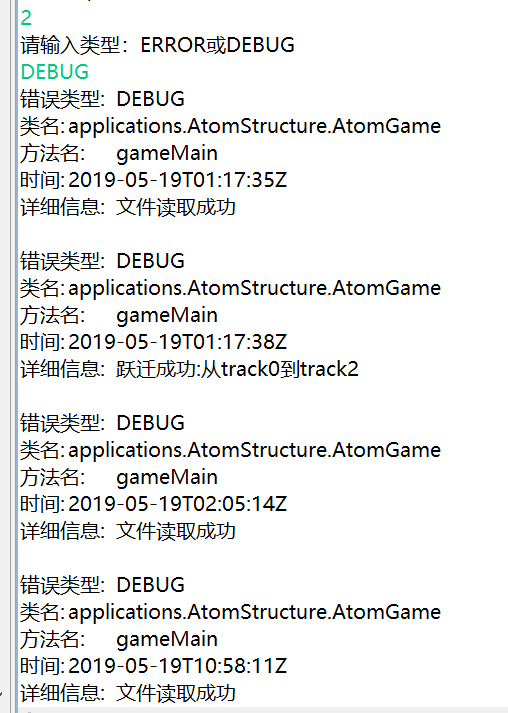 2
请输入类型：ERROR或DEBUG
DEBUG
错误类型: DEBUG
类名:applications.AtomStructure.AtomGame
方法名: gameMain
时间:2019-05-19T01:17:35Z
详细信息: 文件读取成功
错误类型: DEBUG
类名:applications.AtomStructure.AtomGame
方法名: gameMain
时间:2019-05-19T01:17:38Z
详细信息: 跃迁成功:从track0到track2
错误类型: DEBUG
类名:applications.AtomStructure.AtomGame
方法名: gameMain
时间:2019-05-19T02:05:14Z
详细信息: 文件读取成功
错误类型: DEBUG
类名:applications.AtomStructure.AtomGame
方法名: gameMain
时间:2019-05-19T10:58:11Z
详细信息: 文件读取成功